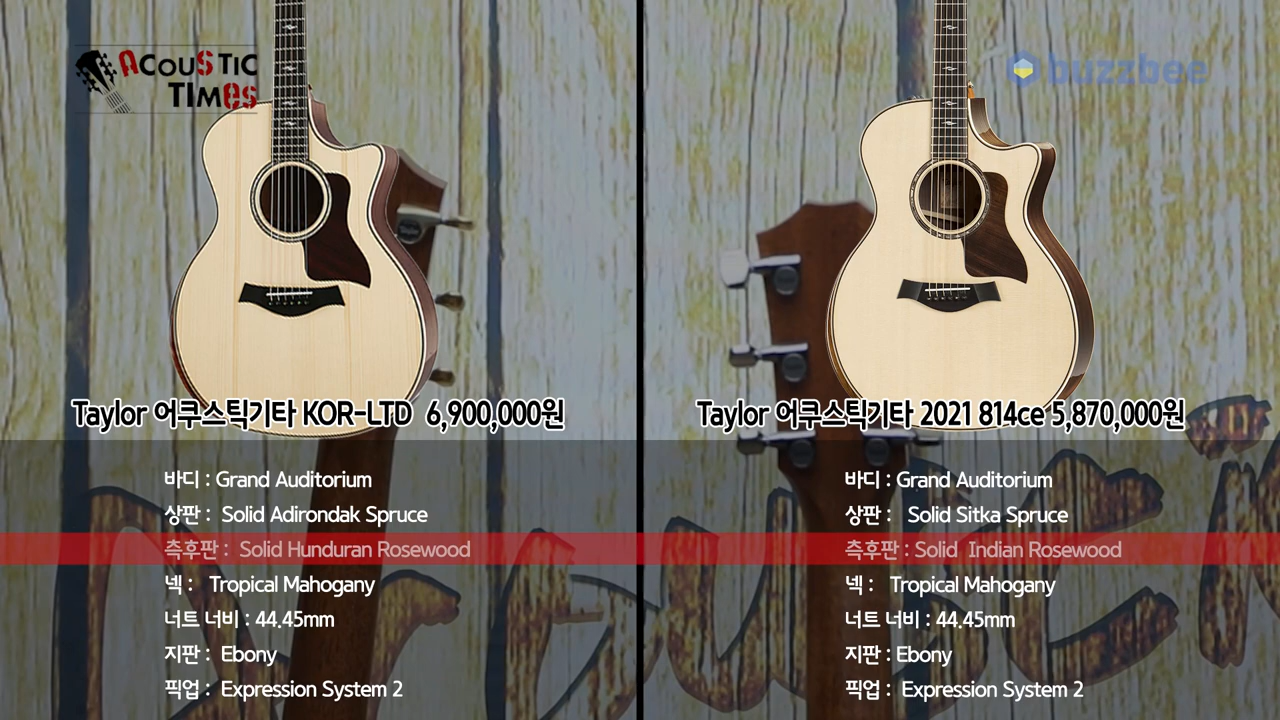 ACOUSTIC
TIMES
buzzbee
Taylor
Taylor 어쿠스틱기타 KOR-LTD 6,900,000원
바디 : Grand Auditorium
상판 : Solid Adirondak Spruce
측후판 : Solid Hunduran Rosewood
넥 : Tropical Mahogany
너트 너비 : 44.45mm
지판 : Ebony
픽업 : Expression System 2
Taylor 어쿠스틱기타 2021 814ce 5,870,000원
바디 : Grand Auditorium
상판 : Solid Sitka Spruce
측후판 : Solid Indian Rosewood
넥 : Tropical Mahogany
너트 너비 : 44.45mm
지판 : Ebony
픽업 : Expression System 2